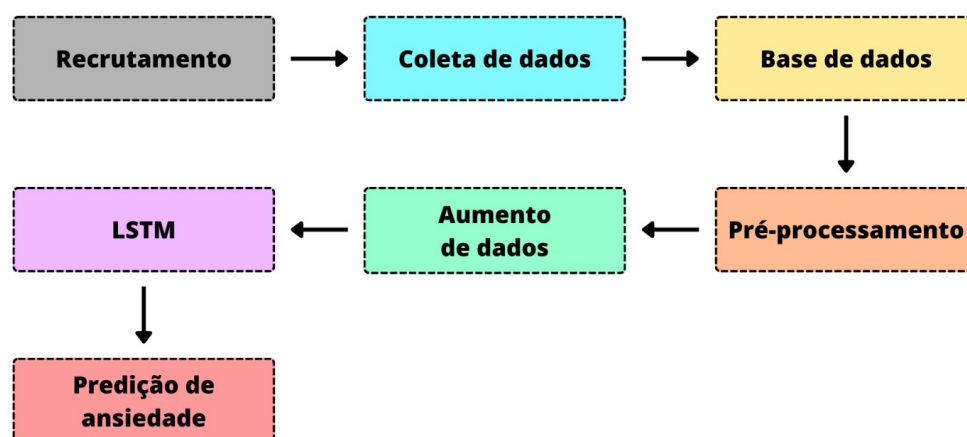 Recrutamento
Coleta de dados
Base de dados
LSTM
Aumento
de dados
Pré-processamento
Predição de
ansiedade